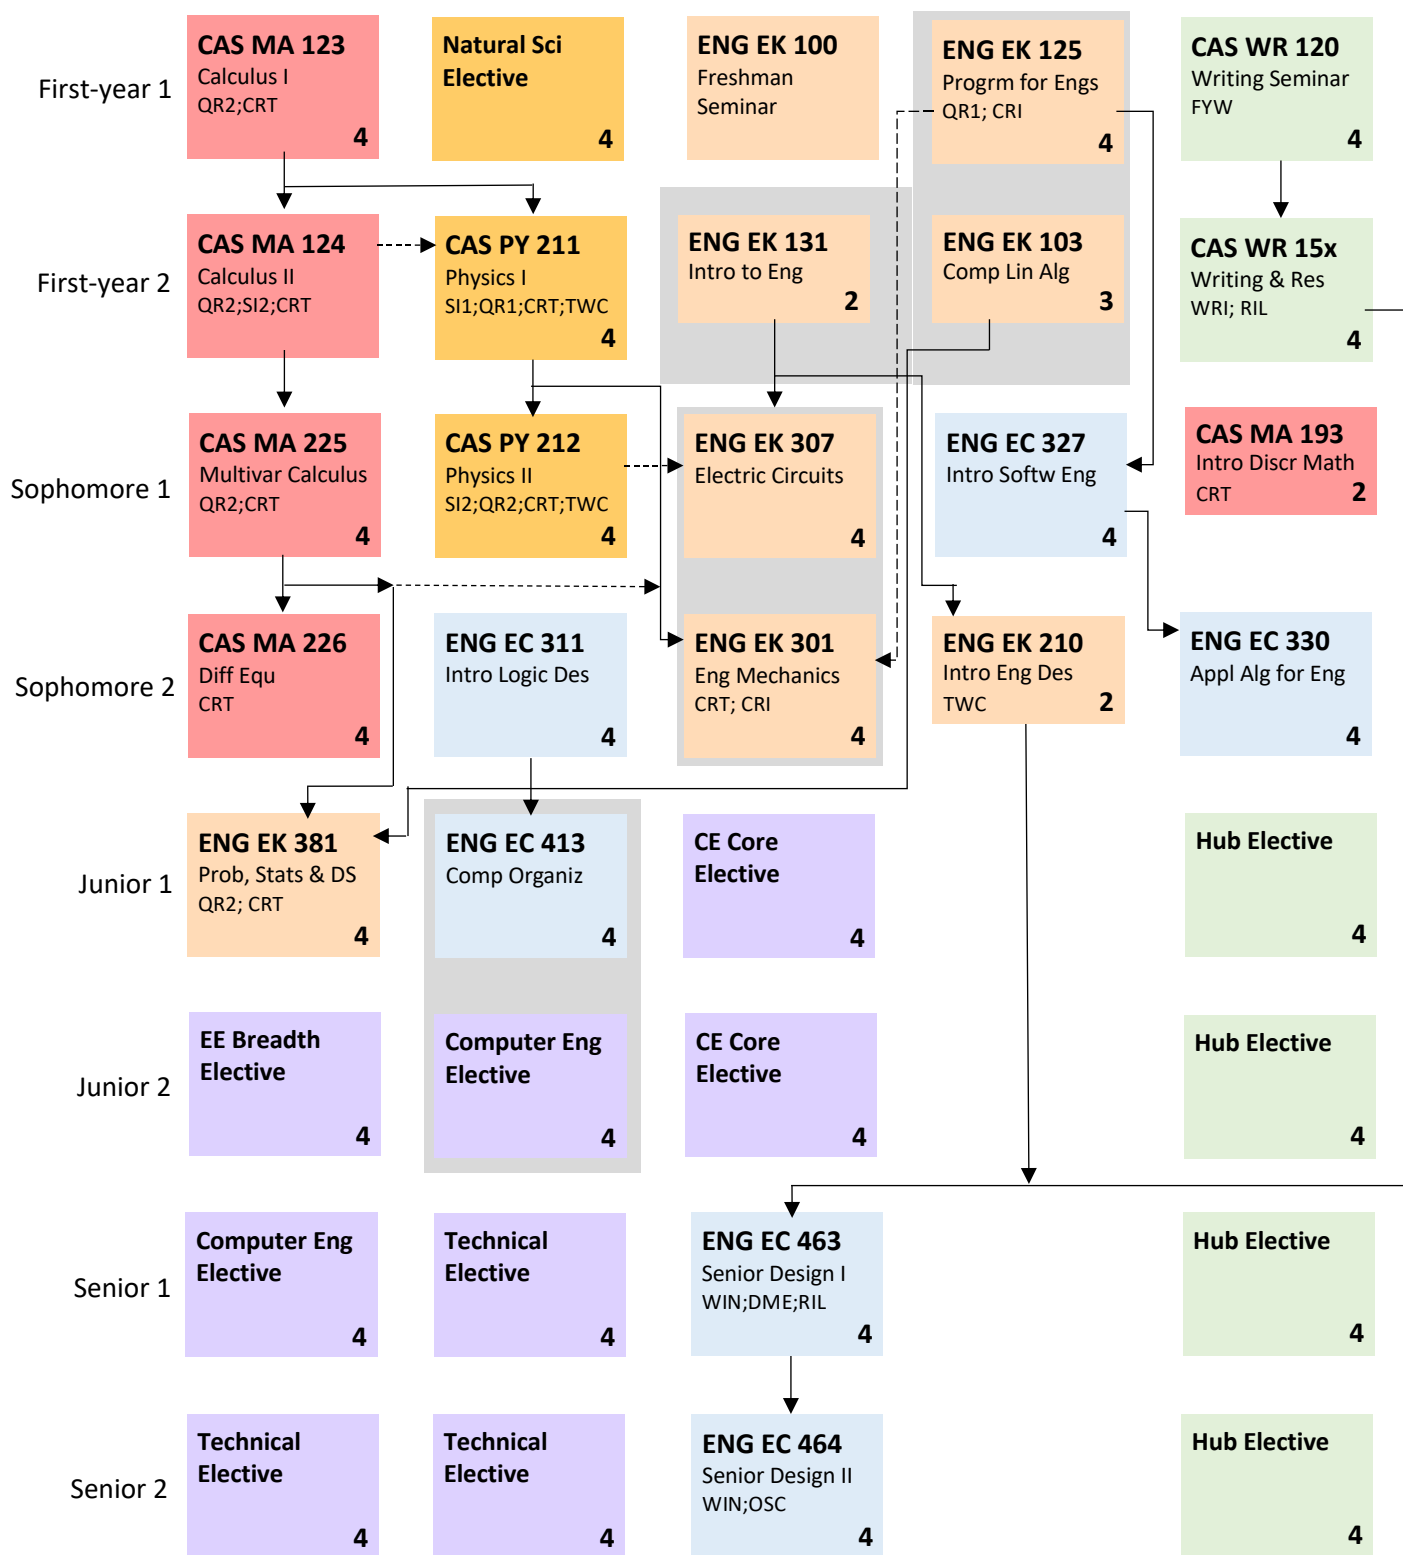 First-year 1
CAS MA 123
Calculus I
QR2;CRT
4
Natural Sci
Elective
4
ENG EK 100
Freshman
Seminar
ENG EK 125
Progrm for Engs
QR1; CRI
4
CAS WR 120
Writing Seminar
FYW
4
First-year 2
CAS MA 124
Calculus II
QR2;SI2;CRT
CAS PY 211
Physics I
SI1;QR1;CRT;TWC
4
ENG EK 131
Intro to Eng
2
ENG EK 103
Comp Lin Alg
3
CAS WR 15x
Writing & Res
WRI; RIL
4
Sophomore 1
CAS MA 225
Multivar Calculus
QR2;CRT
4
CAS PY 212
Physics II
SI2;QR2;CRT;TWC
4
ENG EK 307
Electric Circuits
4
ENG EC 327
Intro Softw Eng
4
CAS MA 193
Intro Discr Math
CRT
2
Sophomore 2
CAS MA 226
Diff Equ
CRT
4
ENG EC 311
Intro Logic Des
4
ENG EK 301
Eng Mechanics
CRT; CRI
4
ENG EK 210
Intro Eng Des
TWC
2
ENG EC 330
Appl Alg for Eng
4
Junior 1
ENG EK 381
Prob, Stats & DS
QR2; CRT
4
ENG EC 413
Comp Organiz
4
CE Core
Elective
4
Hub Elective
4
Junior 2
EE Breadth
Elective
4
Computer Eng
Elective
4
CE Core
Elective
4
Hub Elective
4
Senior 1
Computer Eng
Elective
4
Technical
Elective
4
ENG EC 463
Senior Design I
WIN;DME;RIL
4
Hub Elective
4
Senior 2
Technical
Elective
4
Technical
Elective
4
ENG EC 464
Senior Design II
WIN;OSC
4
Hub Elective
4